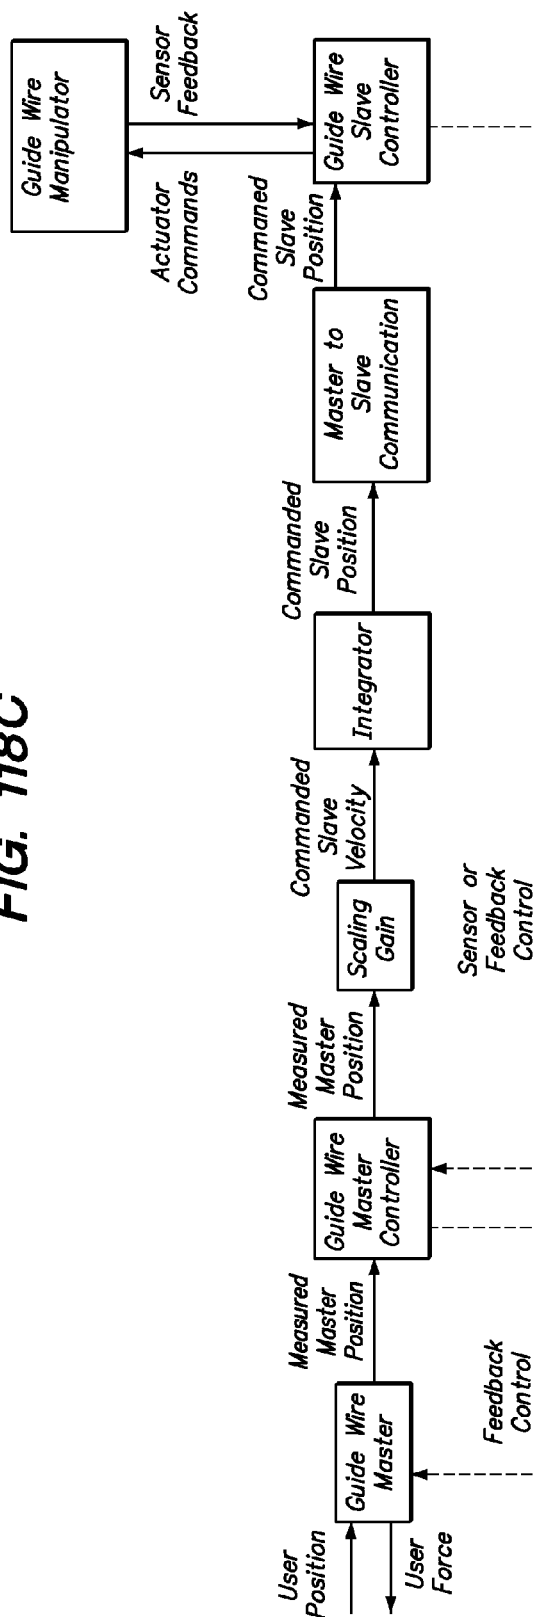 FIG. 118C
User
Position
User
Force
Guide Wire
Master
Feedback
Control
Measured
Master
Position
Guide Wire
Master
Controller
Measured
Master
Position
Scaling
Gain
Sensor or
Feedback
Control
Commanded
Slave
Velocity
Integrator
Commanded
Slave
Position
Master to
Slave
Communication
Commaned
Slave
Position
Guide Wire
Slave
Controller
Actuator
Commands
Sensor
Feedback
Guide Wire
Manipulator